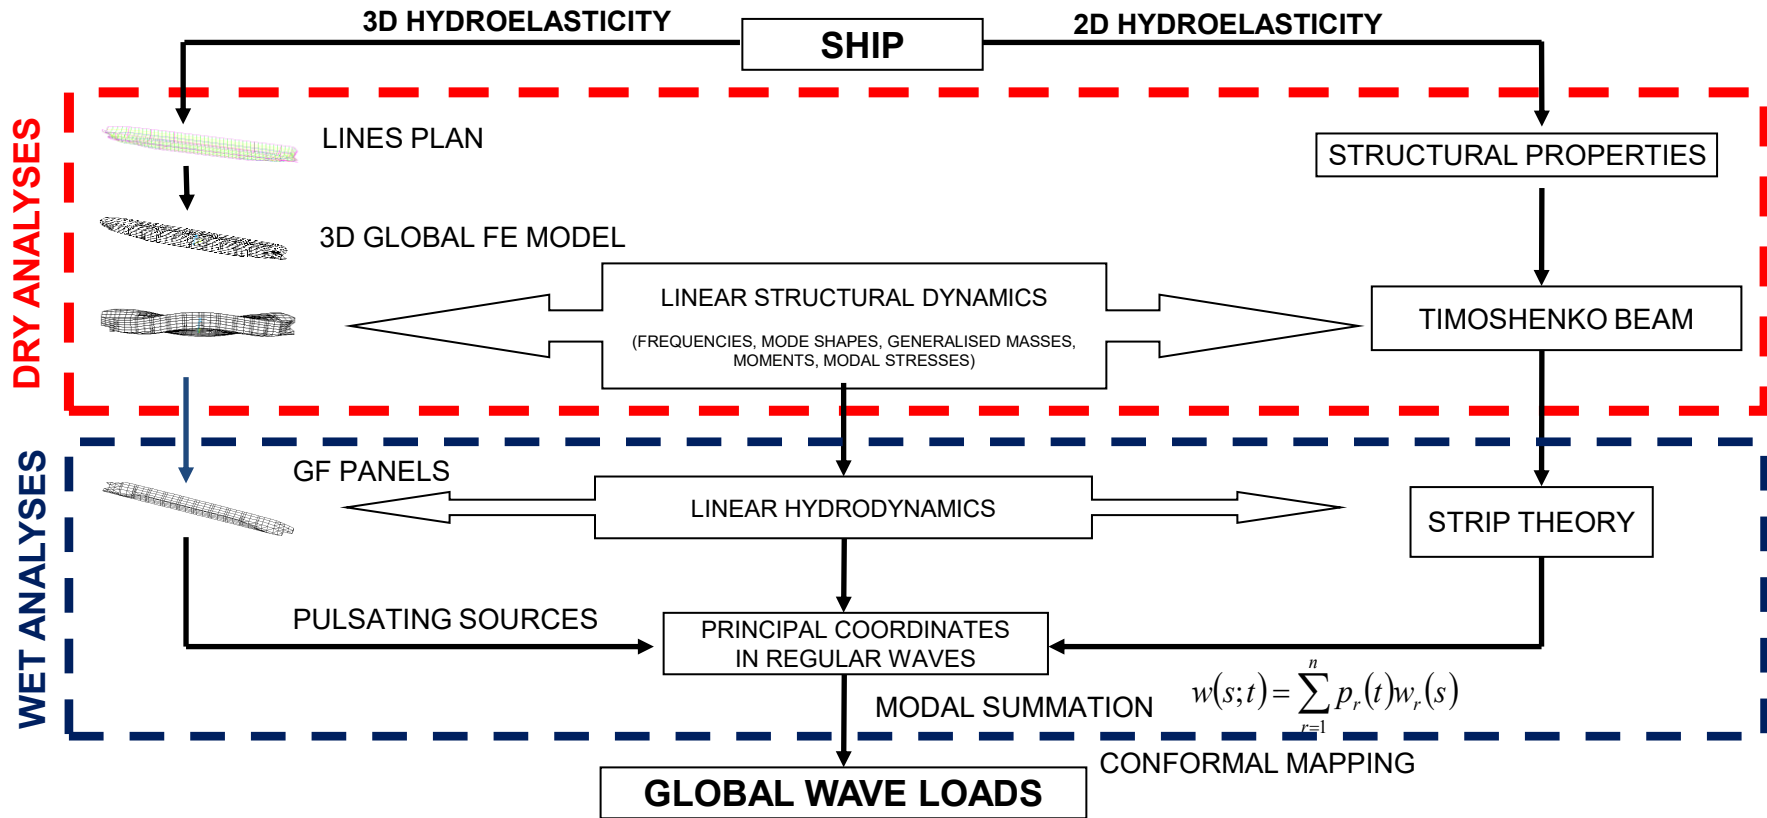 3D HYDROELASTICITY
SHIP
2D HYDROELASTICITY
DRY ANALYSES
LINES PLAN
STRUCTURAL PROPERTIES
3D GLOBAL FE MODEL
LINEAR STRUCTURAL DYNAMICS
(FREQUENCIES, MODE SHAPES, GENERALISED MASSES,
MOMENTS, MODAL STRESSES)
TIMOSHENKO BEAM
WET ANALYSES
GF PANELS
LINEAR HYDRODYNAMICS
STRIP THEORY
PULSATING SOURCES
PRINCIPAL COORDINATES
IN REGULAR WAVES
MODAL SUMMATION
w(s;t)=∑_{r=1}^{n} p_r(t)w_r(s)
CONFORMAL MAPPING
GLOBAL WAVE LOADS